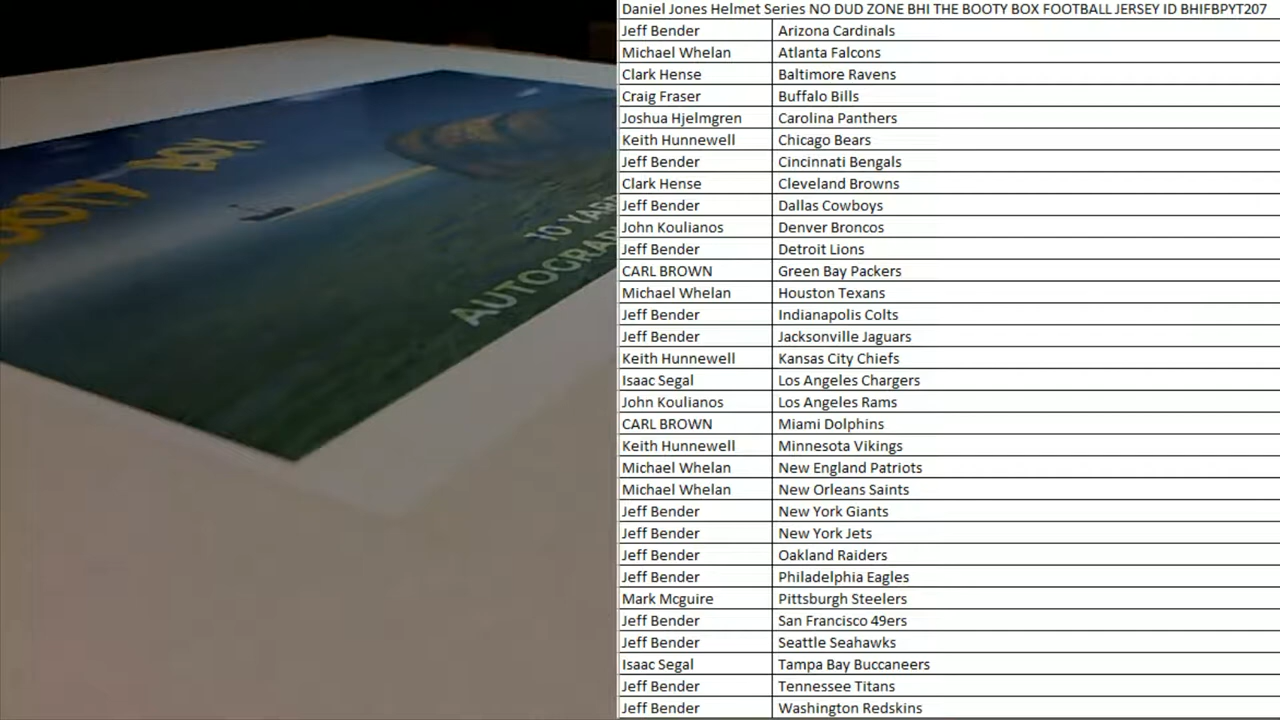 BOOTY BOX
10 YARD
AUTOGRAP
Daniel Jones Helmet Series NO DUD ZONE BHI THE BOOTY BOX FOOTBALL JERSEY ID BHIFBPYT207
Jeff Bender Arizona Cardinals
Michael Whelan Atlanta Falcons
Clark Hense Baltimore Ravens
Craig Fraser Buffalo Bills
Joshua Hjelmgren Carolina Panthers
Keith Hunnewell Chicago Bears
Jeff Bender Cincinnati Bengals
Clark Hense Cleveland Browns
Jeff Bender Dallas Cowboys
John Koulianos Denver Broncos
Jeff Bender Detroit Lions
CARL BROWN Green Bay Packers
Michael Whelan Houston Texans
Jeff Bender Indianapolis Colts
Jeff Bender Jacksonville Jaguars
Keith Hunnewell Kansas City Chiefs
Isaac Segal Los Angeles Chargers
John Koulianos Los Angeles Rams
CARL BROWN Miami Dolphins
Keith Hunnewell Minnesota Vikings
Michael Whelan New England Patriots
Michael Whelan New Orleans Saints
Jeff Bender New York Giants
Jeff Bender New York Jets
Jeff Bender Oakland Raiders
Jeff Bender Philadelphia Eagles
Mark Mcguire Pittsburgh Steelers
Jeff Bender San Francisco 49ers
Jeff Bender Seattle Seahawks
Isaac Segal Tampa Bay Buccaneers
Jeff Bender Tennessee Titans
Jeff Bender Washington Redskins